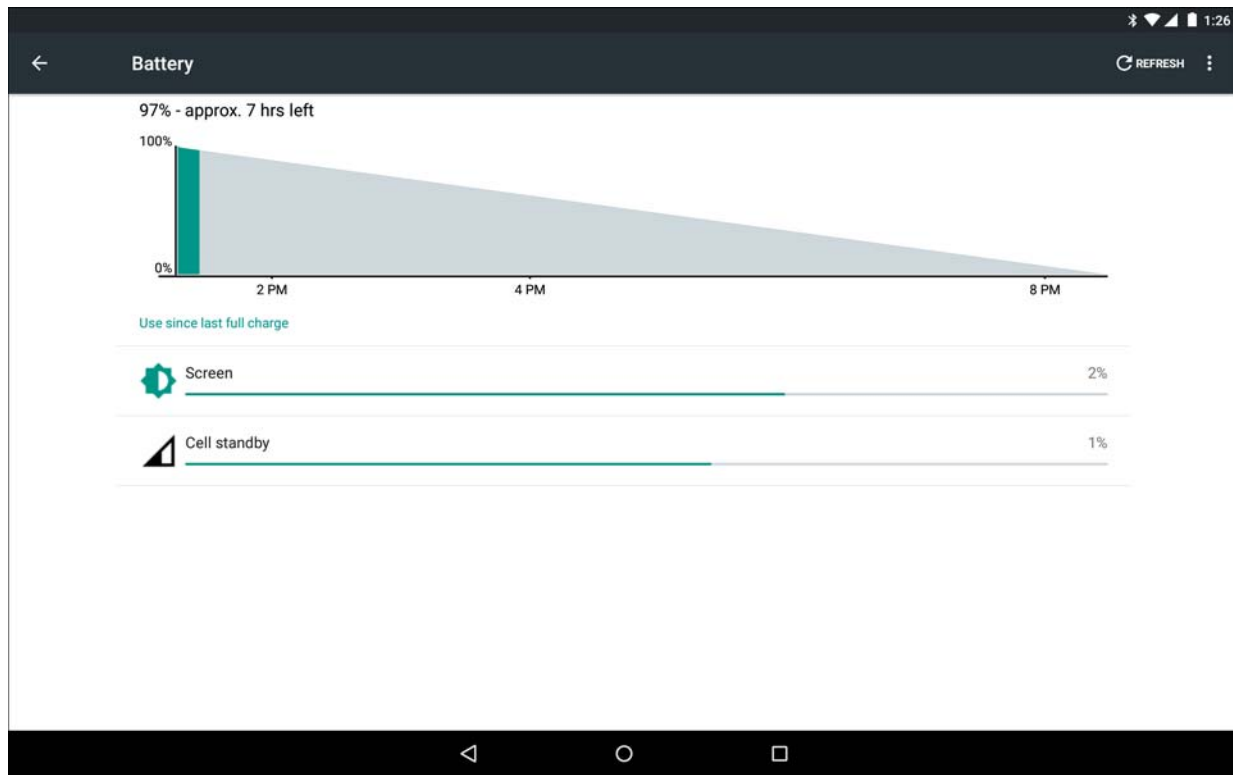 1:26
Battery
REFRESH
97% - approx. 7 hrs left
100%
0%
2 PM 4 PM 8 PM
Use since last full charge
Screen 2%
Cell standby 1%